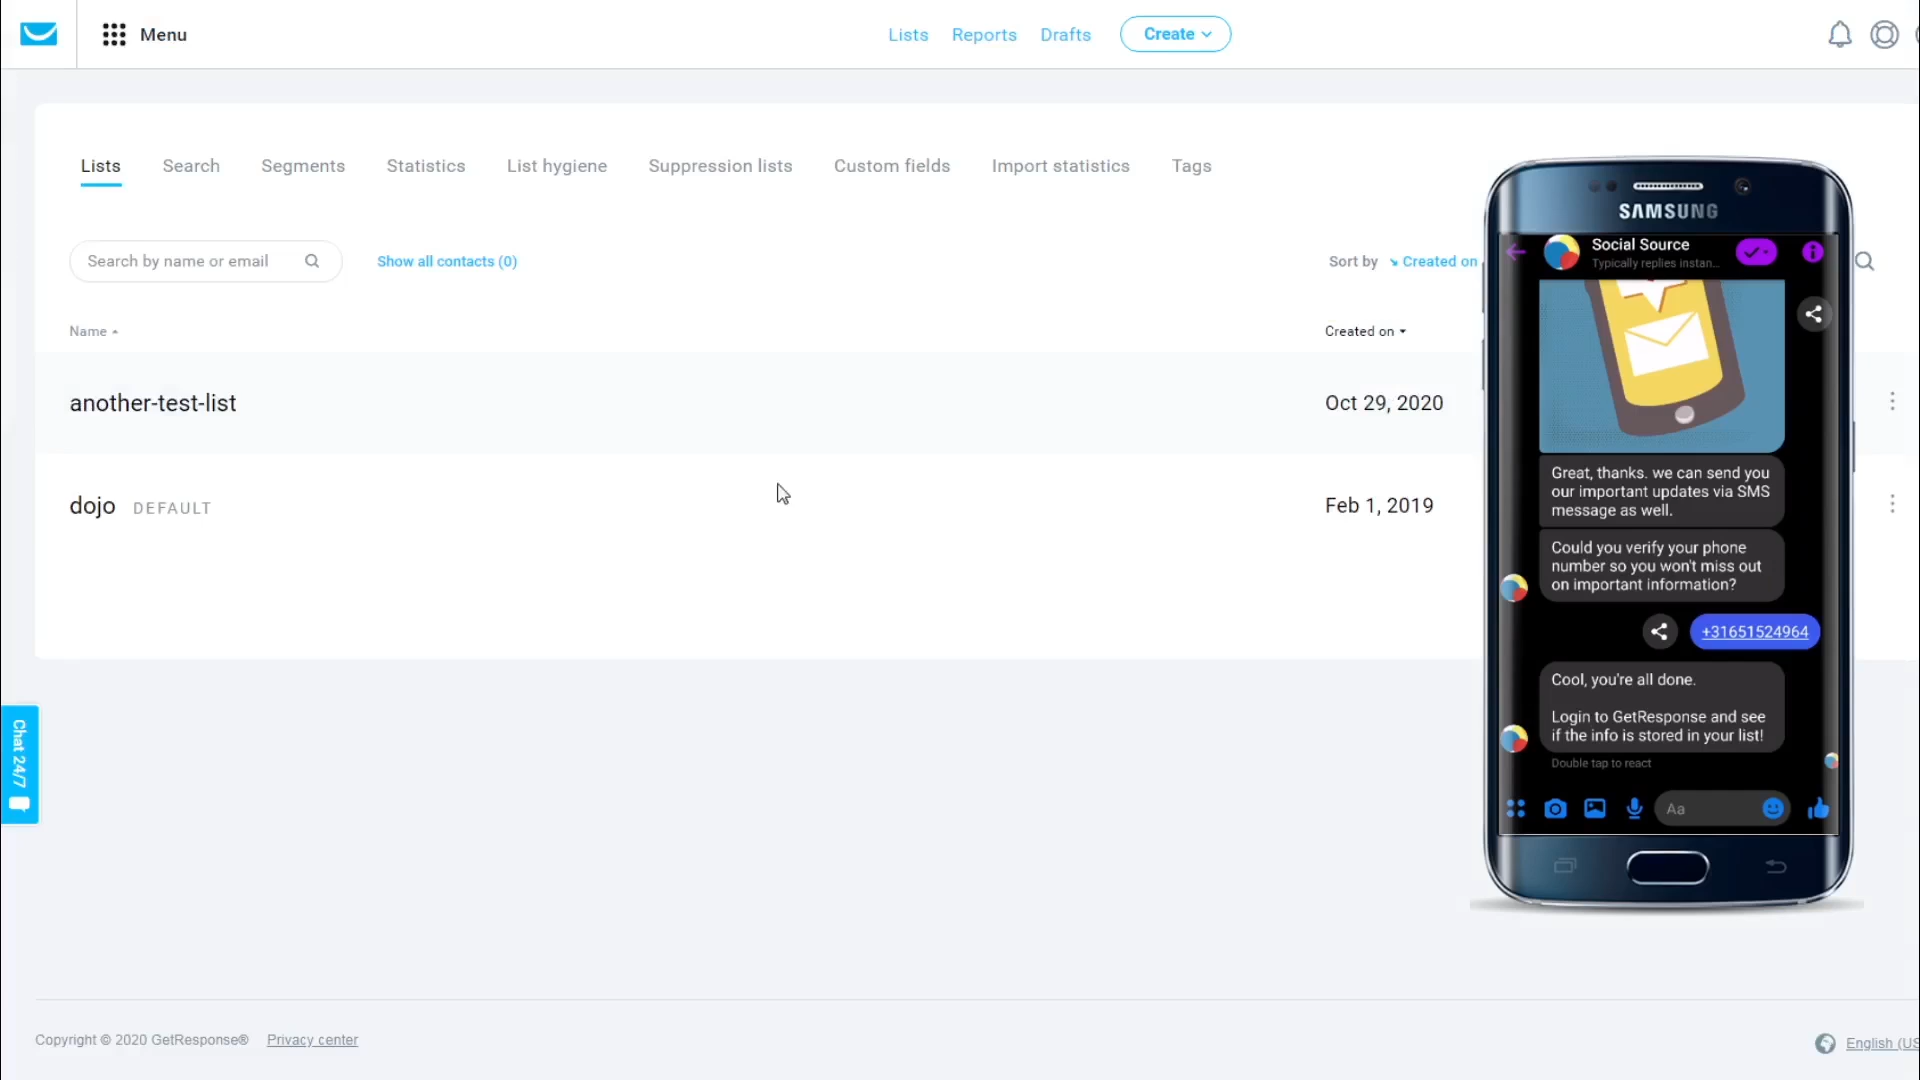 Menu
Lists
Reports
Drafts
Create
Lists
Search
Segments
Statistics
List hygiene
Suppression lists
Custom fields
Import statistics
Tags
Search by name or email
Show all contacts (0)
Sort by
Created on
Name
Created on
another-test-list
Oct 29, 2020
dojo DEFAULT
Feb 1, 2019
Chat 24/7
SAMSUNG
Social Source
Typically replies instan...
Great, thanks. we can send you
our important updates via SMS
message as well.
Could you verify your phone
number so you won't miss out
on important information?
+31651524964
Cool, you're all done.
Login to GetResponse and see
if the info is stored in your list!
Double tap to react
Aa
Copyright © 2020 GetResponse®
Privacy center
English (US